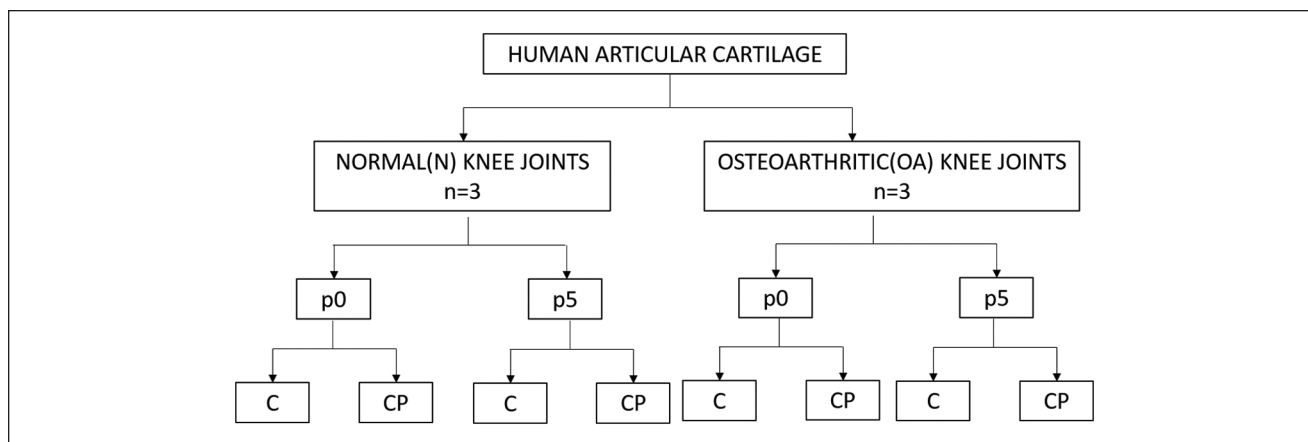 HUMAN ARTICULAR CARTILAGE
NORMAL(N) KNEE JOINTS
n=3
OSTEOARTHRITIC(OA) KNEE JOINTS
n=3
p0
p5
p0
p5
C
CP
C
CP
C
CP
C
CP